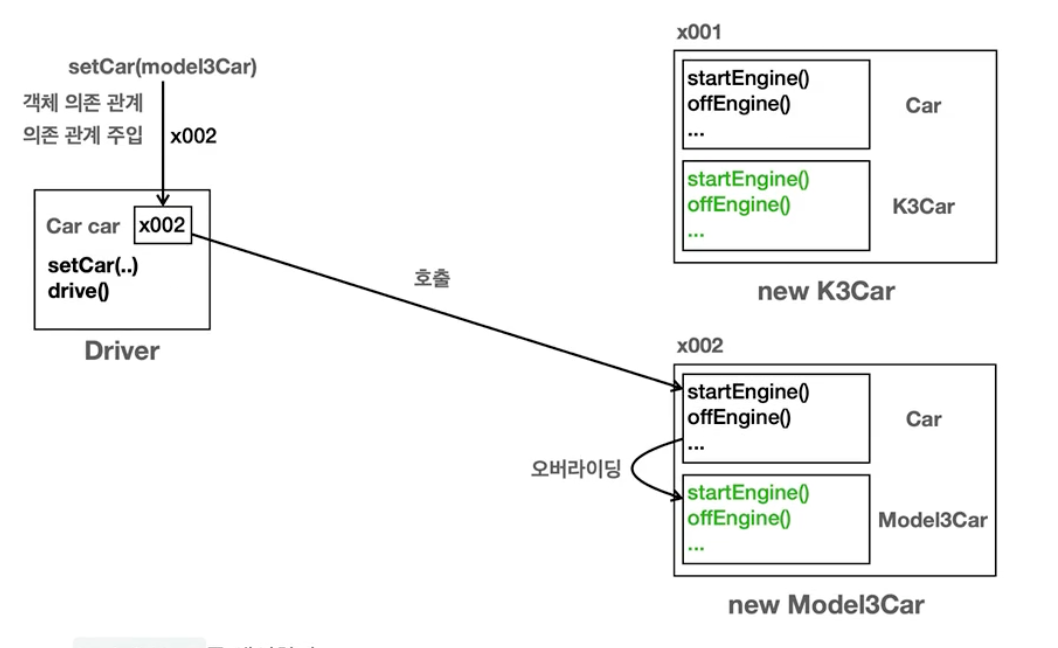 setCar(model3Car)
객체 의존 관계
의존 관계 주입
x002
Car car
x002
setCar(..)
drive()
Driver
호출
x001
startEngine()
offEngine()
...
Car
startEngine()
offEngine()
...
K3Car
new K3Car
x002
startEngine()
offEngine()
...
Car
오버라이딩
startEngine()
offEngine()
...
Model3Car
new Model3Car